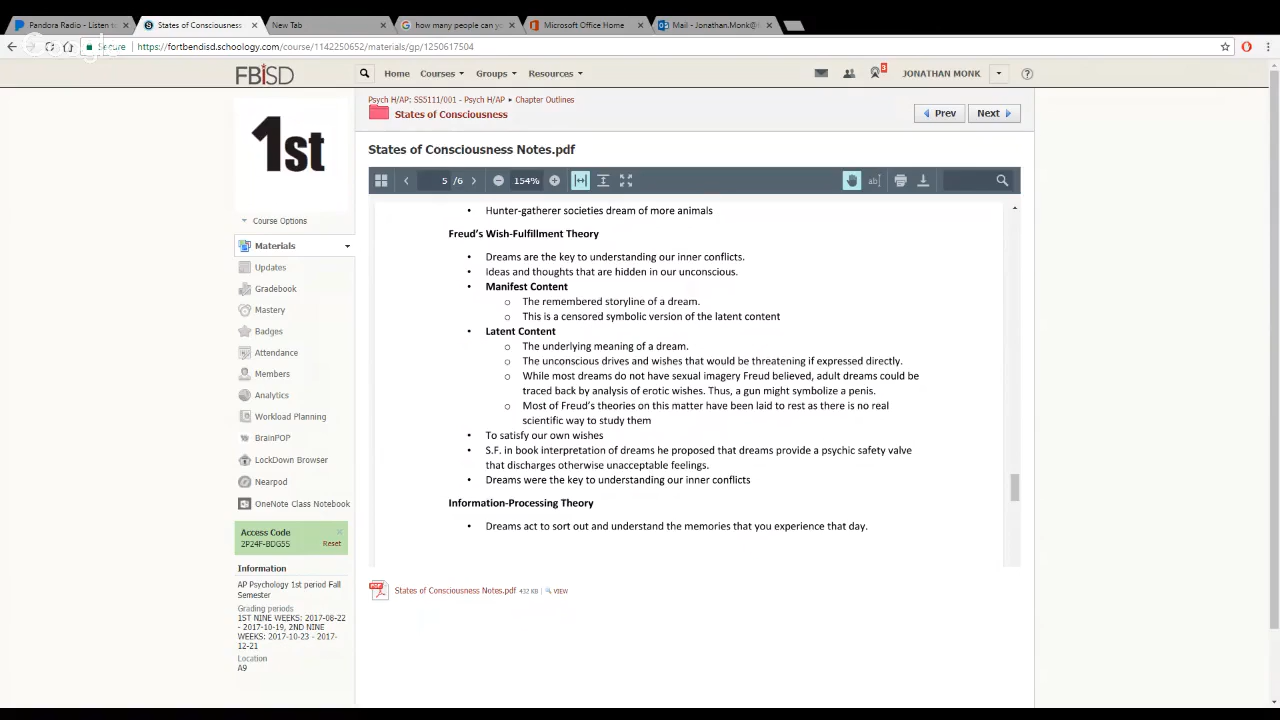 Pandora Radio - Listen to
States of Consciousness
New Tab
how many people can yo
Microsoft Office Home
Mail - Jonathan.Monk@f
Secure
https://fortbendisd.schoology.com/course/1142250652/materials/gp/1250617504
FBISD
Home Courses Groups Resources
3
JONATHAN MONK
1st
Psych H/AP: SS5111/001 - Psych H/AP ▸ Chapter Outlines
States of Consciousness
Prev Next
States of Consciousness Notes.pdf
5 /6 154%
• Hunter-gatherer societies dream of more animals
Freud's Wish-Fulfillment Theory
• Dreams are the key to understanding our inner conflicts.
• Ideas and thoughts that are hidden in our unconscious.
• Manifest Content
o The remembered storyline of a dream.
o This is a censored symbolic version of the latent content
• Latent Content
o The underlying meaning of a dream.
o The unconscious drives and wishes that would be threatening if expressed directly.
o While most dreams do not have sexual imagery Freud believed, adult dreams could be
traced back by analysis of erotic wishes. Thus, a gun might symbolize a penis.
o Most of Freud's theories on this matter have been laid to rest as there is no real
scientific way to study them
• To satisfy our own wishes
• S.F. in book interpretation of dreams he proposed that dreams provide a psychic safety valve
that discharges otherwise unacceptable feelings.
• Dreams were the key to understanding our inner conflicts
Information-Processing Theory
• Dreams act to sort out and understand the memories that you experience that day.
States of Consciousness Notes.pdf 432 KB VIEW
Course Options
Materials
Updates
Gradebook
Mastery
Badges
Attendance
Members
Analytics
Workload Planning
BrainPOP
LockDown Browser
Nearpod
OneNote Class Notebook
Access Code
2P24F-BDG5S Reset
Information
AP Psychology 1st period Fall
Semester
Grading periods
1ST NINE WEEKS: 2017-08-22
- 2017-10-19, 2ND NINE
WEEKS: 2017-10-23 - 2017-
12-21
Location
A9